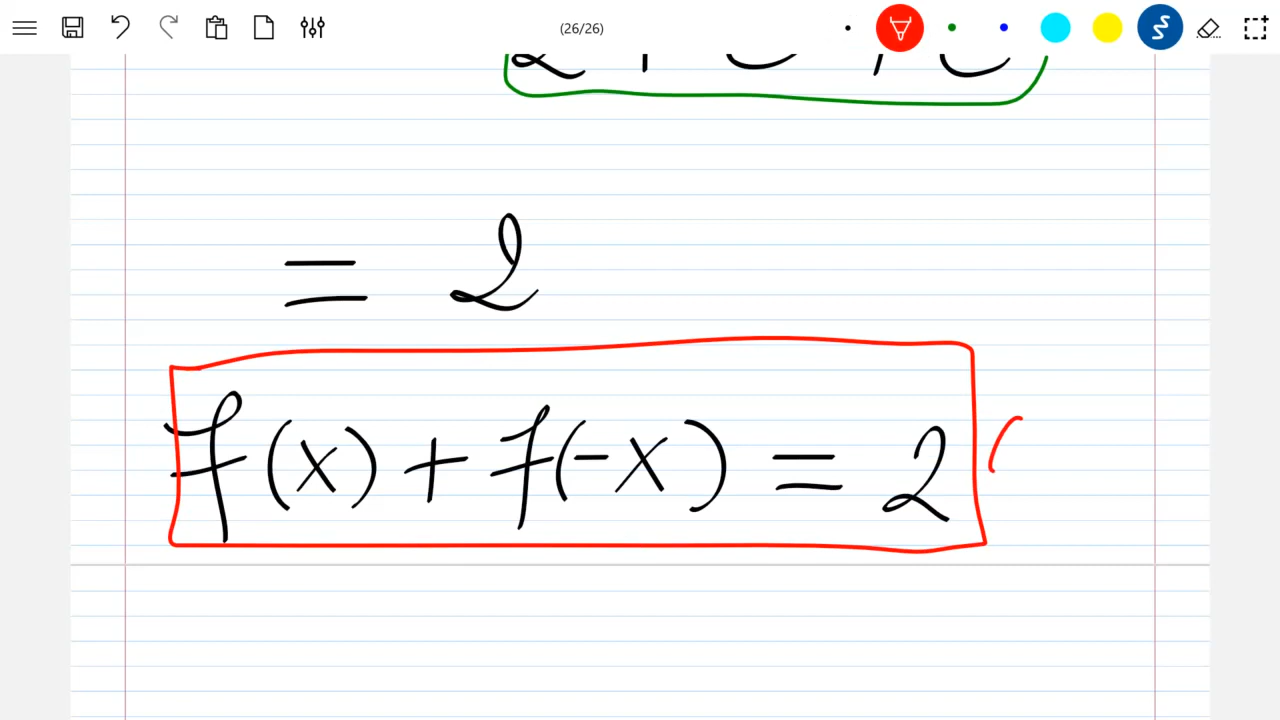 (26/26)
= 2
f(x) + f(-x) = 2